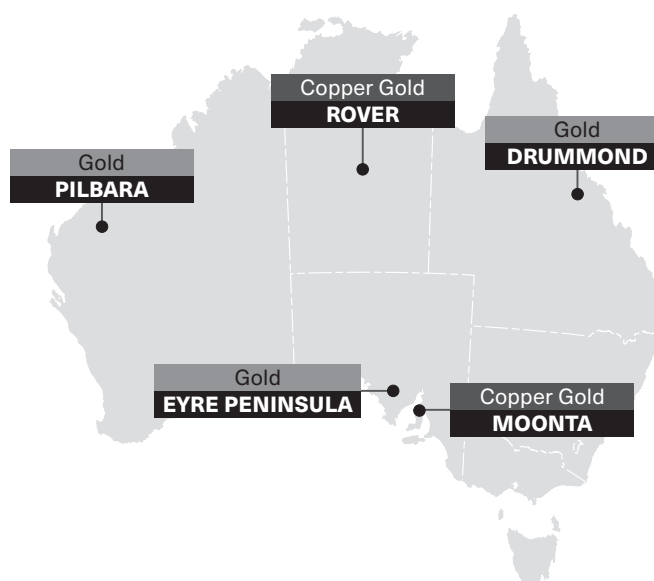 Copper Gold
ROVER
Gold
DRUMMOND
Gold
PILBARA
Gold
EYRE PENINSULA
Copper Gold
MOONTA